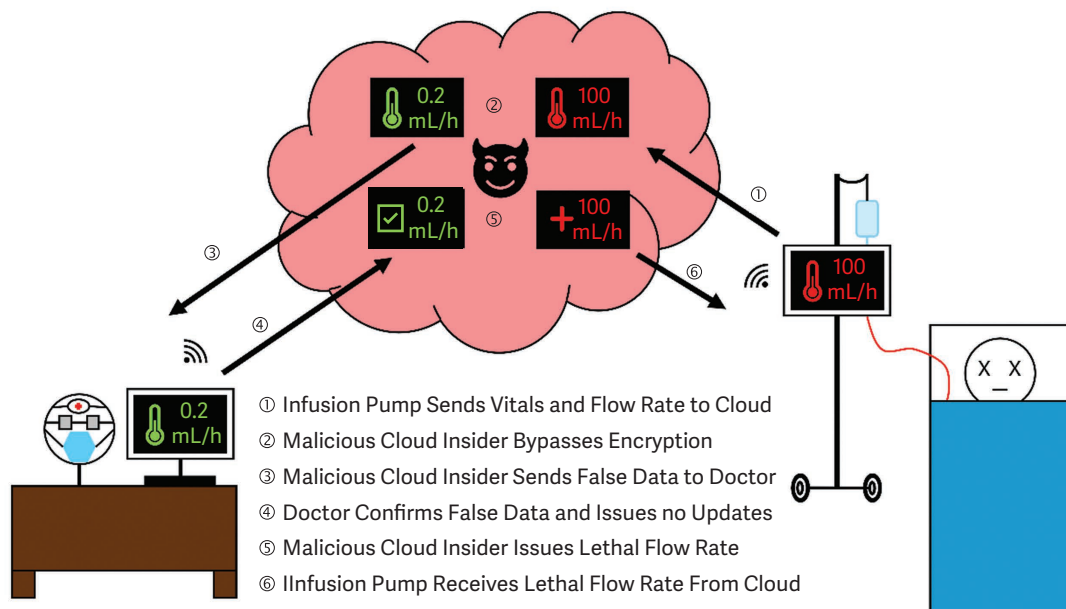 0.2
mL/h
②
100
mL/h
①
0.2
mL/h
⑤
100
mL/h
③
④
⑥
100
mL/h
X X
0.2
mL/h
① Infusion Pump Sends Vitals and Flow Rate to Cloud
② Malicious Cloud Insider Bypasses Encryption
③ Malicious Cloud Insider Sends False Data to Doctor
④ Doctor Confirms False Data and Issues no Updates
⑤ Malicious Cloud Insider Issues Lethal Flow Rate
⑥ IInfusion Pump Receives Lethal Flow Rate From Cloud